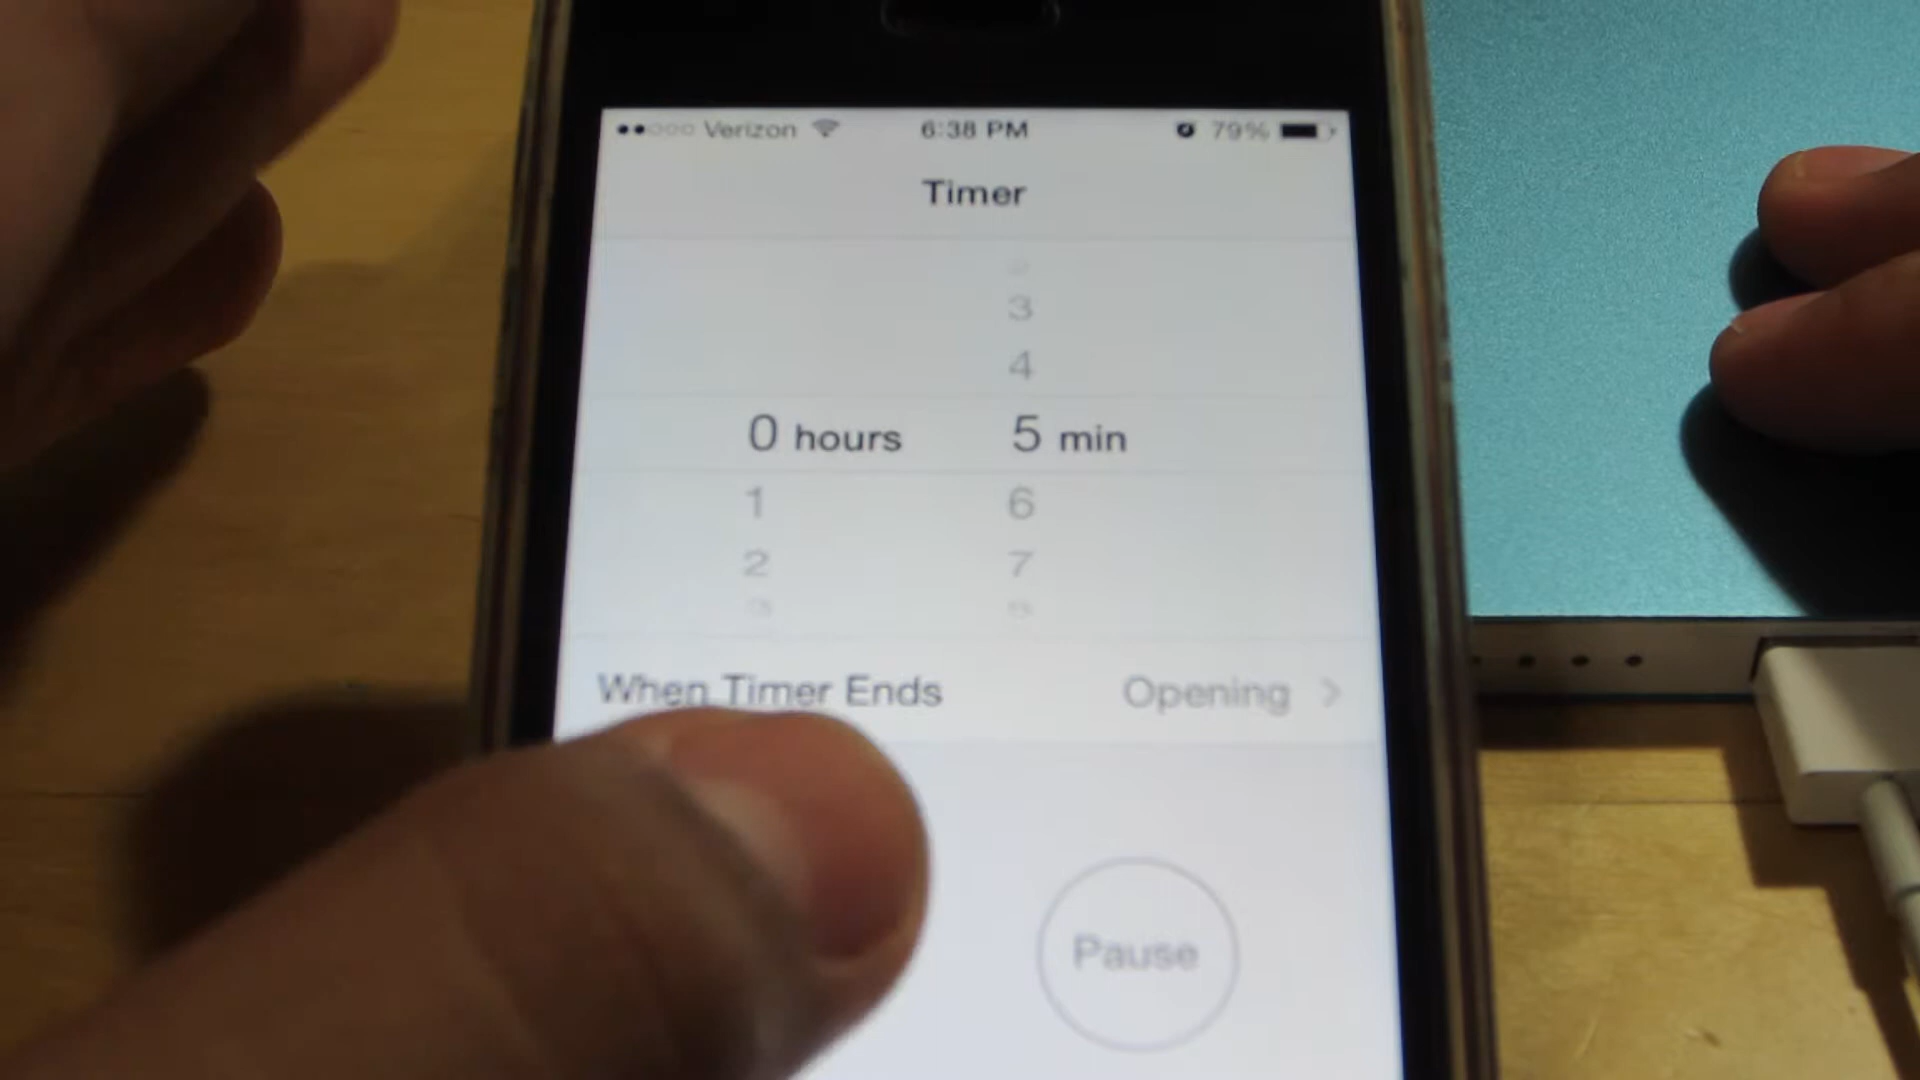 Verizon 6:38 PM 79%
Timer
3
4
0 hours 5 min
1 6
2 7
3
When Timer Ends Opening
Pause